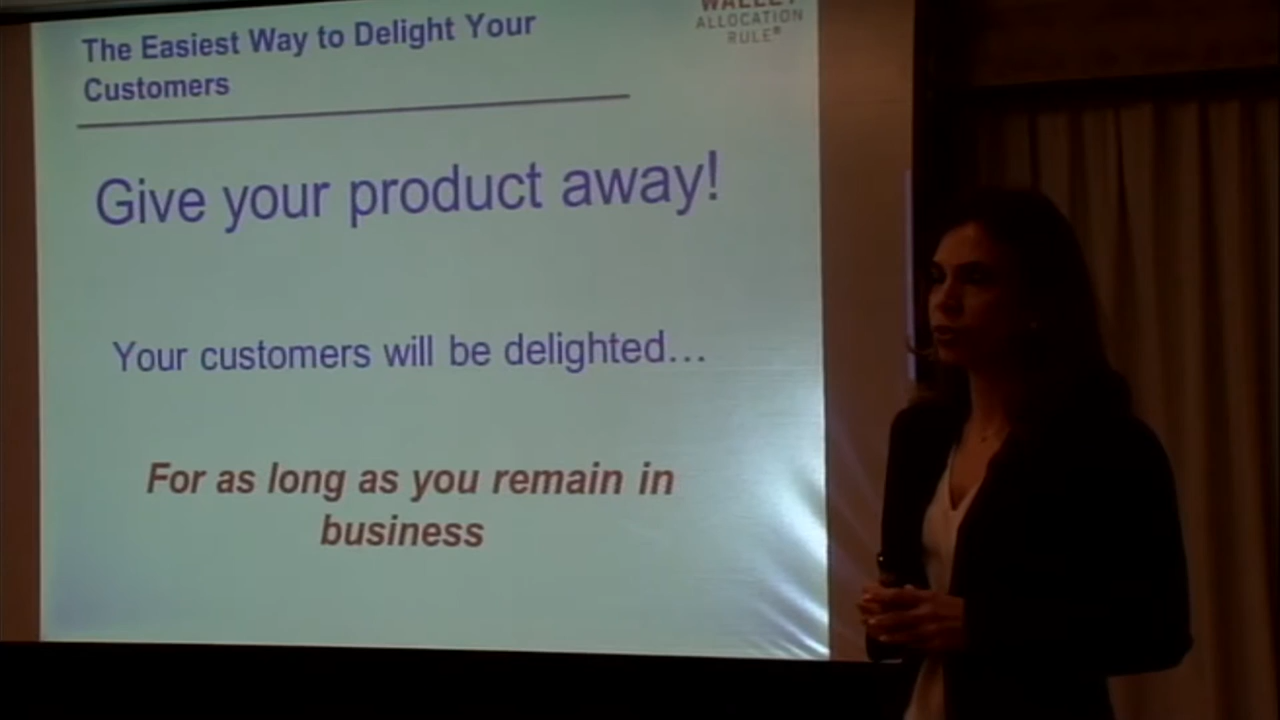 The Easiest Way to Delight Your
Customers
WALLET
ALLOCATION
RULE®
Give your product away!
Your customers will be delighted...
For as long as you remain in
business